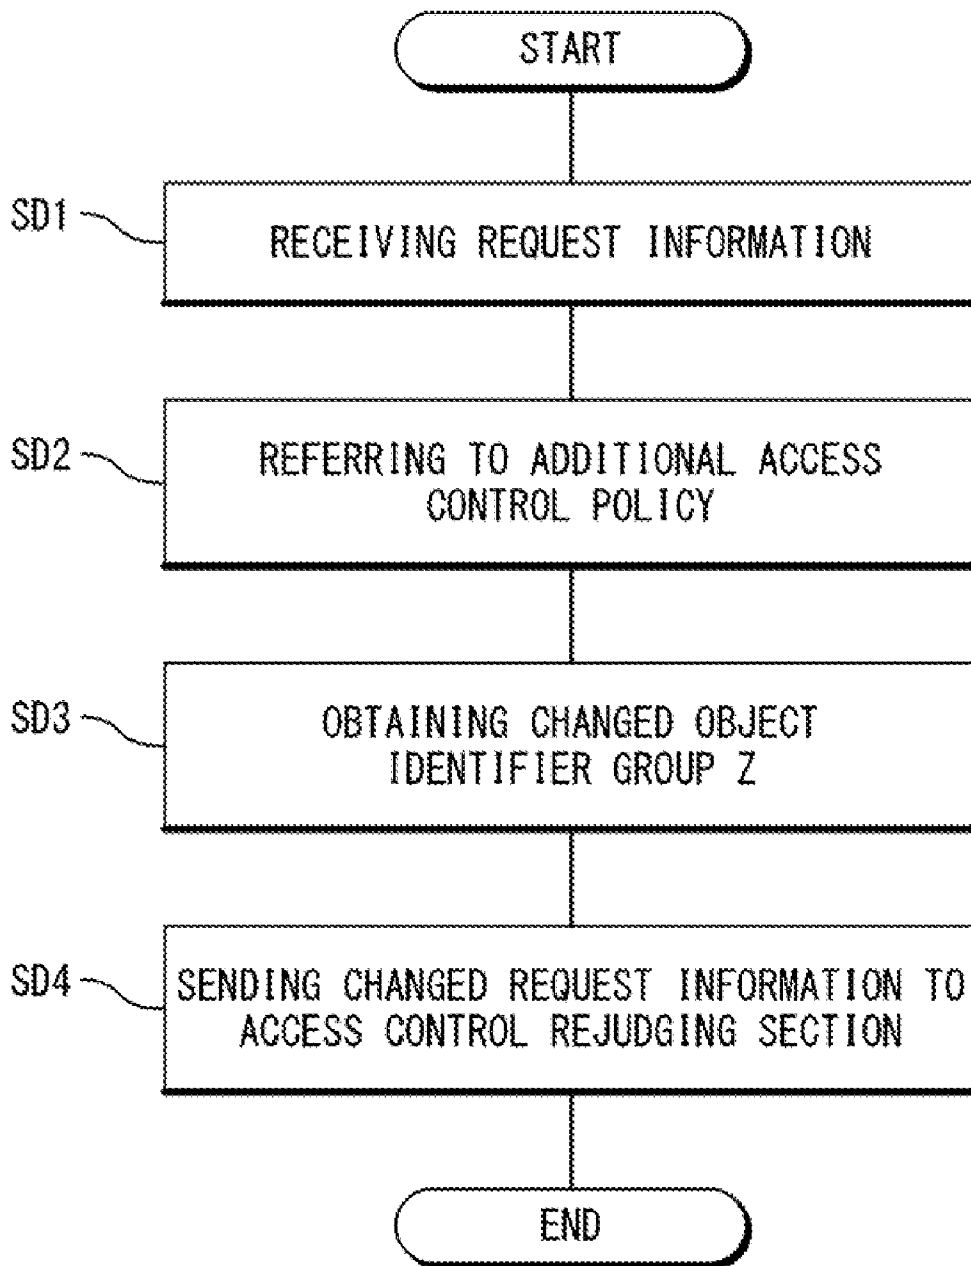 START
SD1
RECEIVING REQUEST INFORMATION
SD2
REFERRING TO ADDITIONAL ACCESS
CONTROL POLICY
SD3
OBTAINING CHANGED OBJECT
IDENTIFIER GROUP Z
SD4
SENDING CHANGED REQUEST INFORMATION TO
ACCESS CONTROL REJUDGING SECTION
END